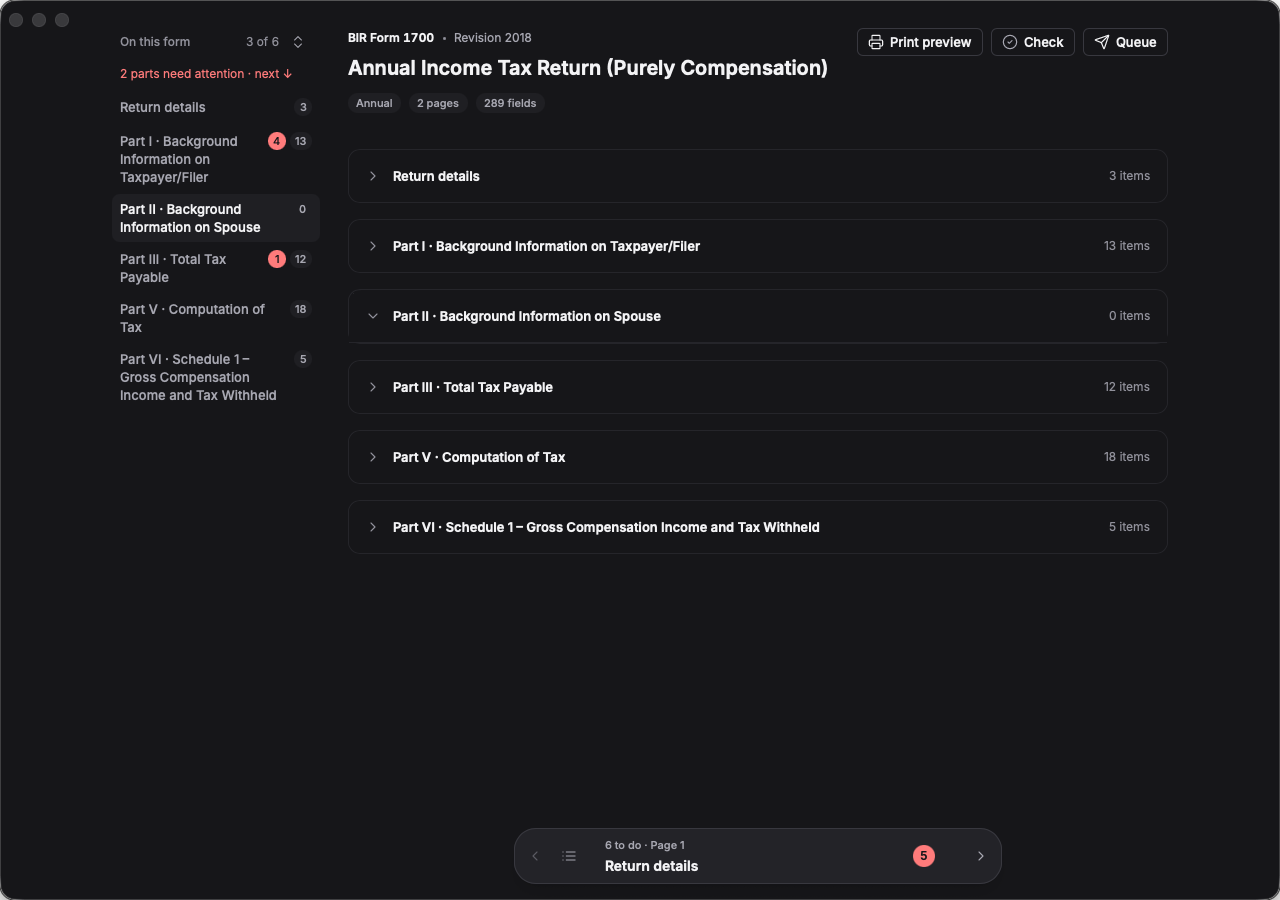 On this form 3 of 6
2 parts need attention · next ↓
Return details 3
Part I · Background 4 13
Information on
Taxpayer/Filer
Part II · Background 0
Information on Spouse
Part III · Total Tax 1 12
Payable
Part V · Computation of 18
Tax
Part VI · Schedule 1 – 5
Gross Compensation
Income and Tax Withheld
BIR Form 1700 • Revision 2018
Annual Income Tax Return (Purely Compensation)
Annual 2 pages 289 fields
Print preview Check Queue
Return details 3 items
Part I · Background Information on Taxpayer/Filer 13 items
Part II · Background Information on Spouse 0 items
Part III · Total Tax Payable 12 items
Part V · Computation of Tax 18 items
Part VI · Schedule 1 – Gross Compensation Income and Tax Withheld 5 items
6 to do · Page 1
Return details 5